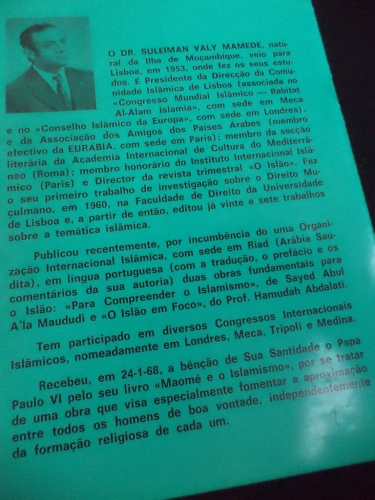 O DR. SULEIMAN VALY MAMEDE, natu-
ral da Ilha de Moçambique, veio para
Lisboa, em 1953, onde fez os seus estu-
dos. É Presidente da Direcção da Comu-
nidade Islâmica de Lisboa (associada no
«Congresso Mundial Islâmico — Rabitat
Al-Alam Islamia», com sede em Meca
e no «Conselho Islâmico da Europa», com sede em Londres),
e da Associação dos Amigos dos Países Árabes (membro
efectivo da EURÁBIA, com sede em Paris); membro da secção
literária da Academia Internacional de Cultura do Mediterrâ-
neo (Roma); membro honorário do Instituto Internacional Islâ-
mico (Paris) e Director da revista trimestral «O Islão». Fez
o seu primeiro trabalho de investigação sobre o Direito Mu-
çulmano, em 1960, na Faculdade de Direito da Universidade
de Lisboa e, a partir de então, editou já vinte e sete trabalhos
sobre a temática islâmica.
Publicou recentemente, por incumbência do uma Organi-
zação Internacional Islâmica, com sede em Riad (Arábia Sau-
dita), em língua portuguesa (com a tradução, o prefácio e os
comentários da sua autoria) duas obras fundamentais para
o Islão: «Para Compreender o Islamismo», de Sayed Abul
A'la Maududi e «O Islão em Foco», do Prof. Hamudah Abdalati.
Tem participado em diversos Congressos Internacionais
Islâmicos, nomeadamente em Londres, Meca, Tripoli e Medina.
Recebeu, em 24-1-68, a bênção de Sua Santidade o Papa
Paulo VI pelo seu livro «Maomé e o Islamismo», por se tratar
de uma obra que visa especialmente fomentar a aproximação
entre todos os homens de boa vontade, independentemente
da formação religiosa de cada um.